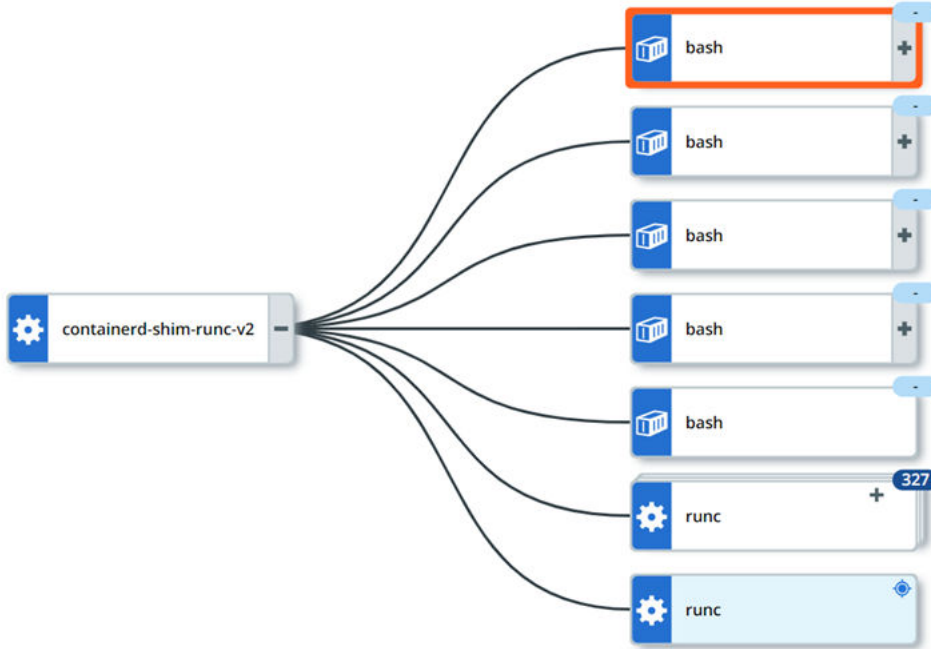 -
bash
-
bash
-
bash
-
containerd-shim-runc-v2
bash
-
bash
327
runc
runc